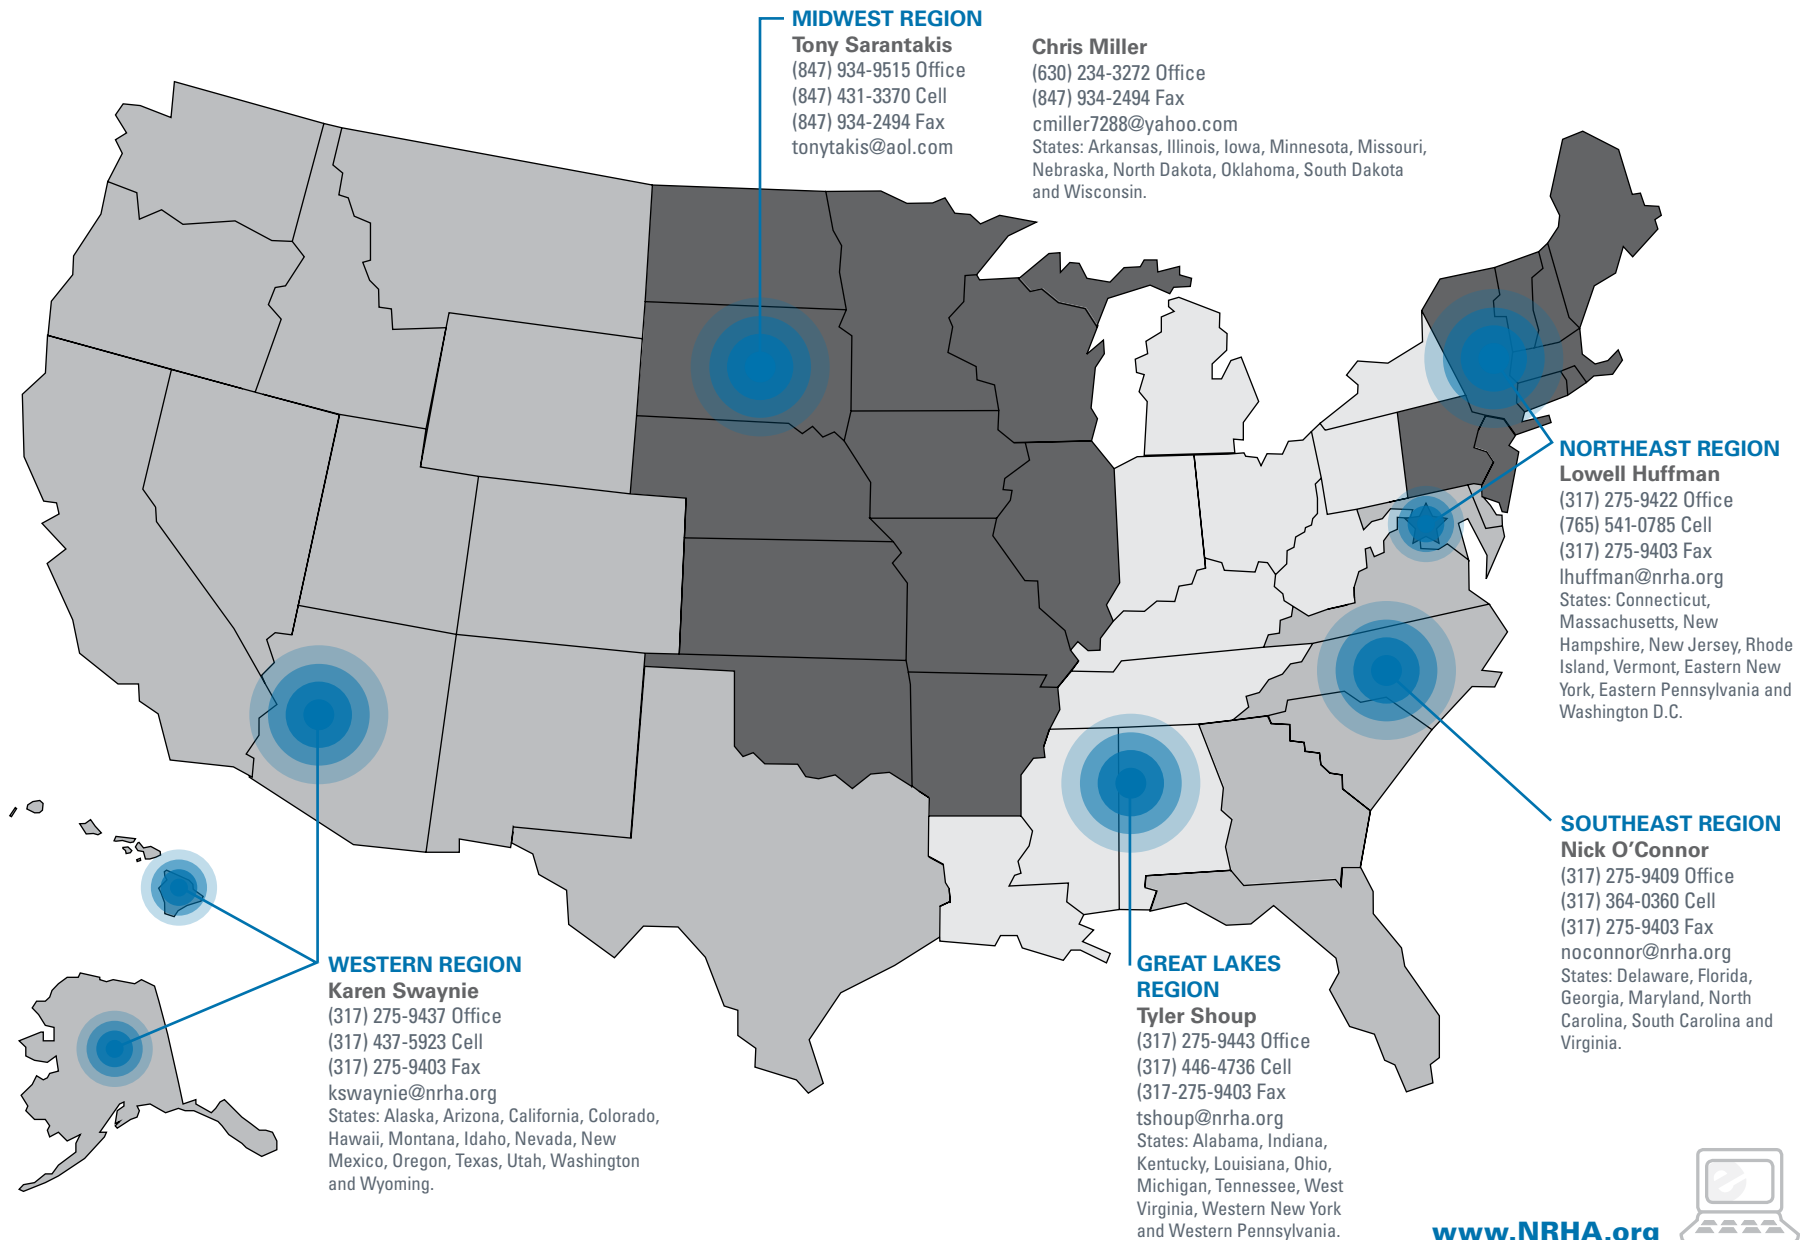 MIDWEST REGION
Tony Sarantakis
(847) 934-9515 Office
(847) 431-3370 Cell
(847) 934-2494 Fax
tonytakis@aol.com
Chris Miller
(630) 234-3272 Office
(847) 934-2494 Fax
cmiller7288@yahoo.com
States: Arkansas, Illinois, Iowa, Minnesota, Missouri,
Nebraska, North Dakota, Oklahoma, South Dakota
and Wisconsin.
NORTHEAST REGION
Lowell Huffman
(317) 275-9422 Office
(765) 541-0785 Cell
(317) 275-9403 Fax
lhuffman@nrha.org
States: Connecticut,
Massachusetts, New
Hampshire, New Jersey, Rhode
Island, Vermont, Eastern New
York, Eastern Pennsylvania and
Washington D.C.
SOUTHEAST REGION
Nick O’Connor
(317) 275-9409 Office
(317) 364-0360 Cell
(317) 275-9403 Fax
noconnor@nrha.org
States: Delaware, Florida,
Georgia, Maryland, North
Carolina, South Carolina and
Virginia.
WESTERN REGION
Karen Swaynie
(317) 275-9437 Office
(317) 437-5923 Cell
(317) 275-9403 Fax
kswaynie@nrha.org
States: Alaska, Arizona, California, Colorado,
Hawaii, Montana, Idaho, Nevada, New
Mexico, Oregon, Texas, Utah, Washington
and Wyoming.
GREAT LAKES
REGION
Tyler Shoup
(317) 275-9443 Office
(317) 446-4736 Cell
(317-275-9403 Fax
tshoup@nrha.org
States: Alabama, Indiana,
Kentucky, Louisiana, Ohio,
Michigan, Tennessee, West
Virginia, Western New York
and Western Pennsylvania.
www.NRHA.org